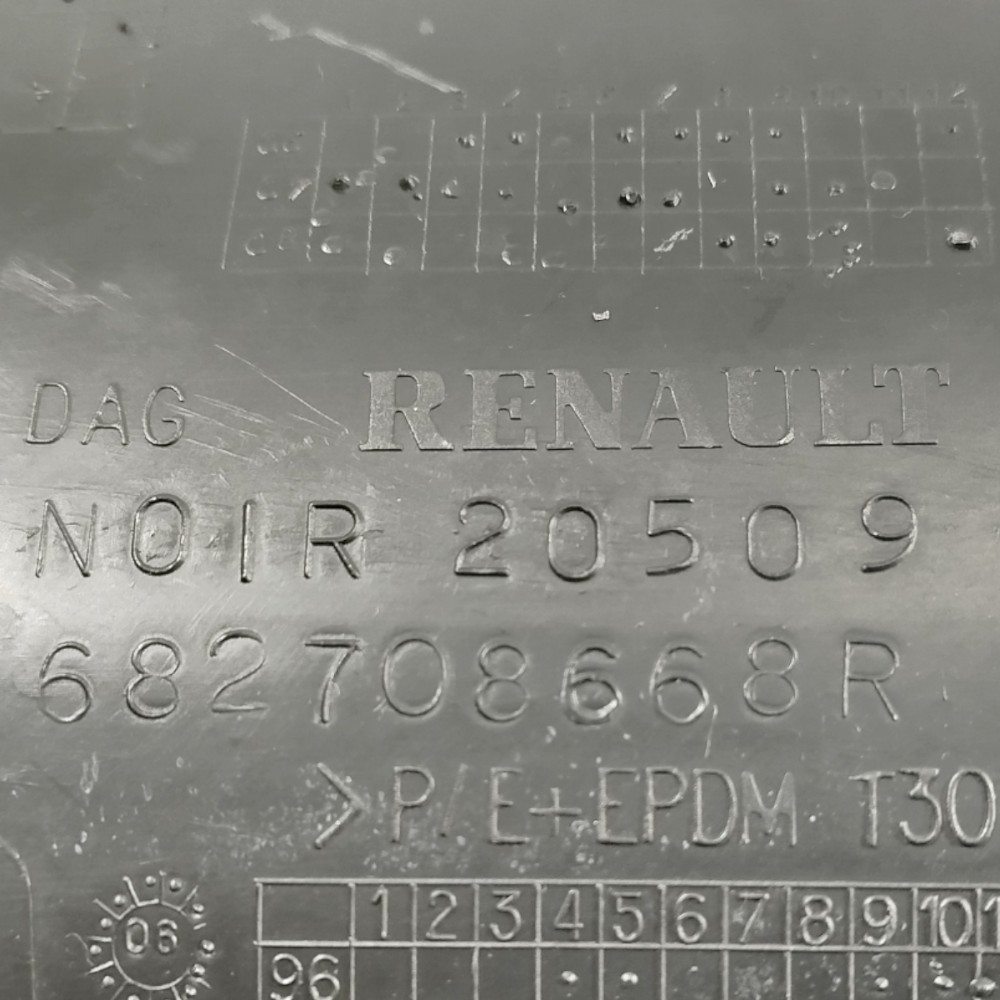 DAG RENAULT
NOIR 20509
682708668R
>P/E+EPDM T30
06
1 2 3 4 5 6 7 8 9 10
96